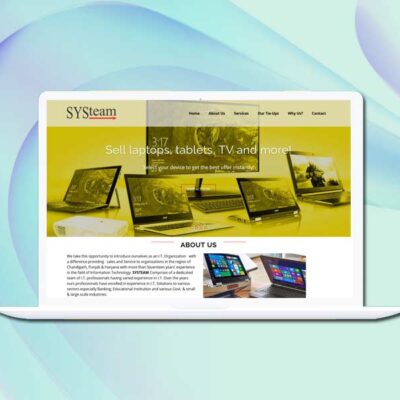 SYSteam
Home About Us Services Our Tie-Ups Why Us? Contact
3:17
Sell laptops, tablets, TV and more!
Select your device to get the best offer instantly!
ABOUT US
We take this opportunity to introduce ourselves as an I.T. Organization with
a difference providing sales and Service to organisations in the region of
Chandigarh, Punjab & Haryana with more than Seventeen years' experience
in the field of Information Technology. SYSTEAM Comprises of a dedicated
team of I.T. professionals having varied experience in I.T. Over the years
ours professionals have excelled in experience in I.T. Solutions to various
sectors especially Banking, Educational Institution and various Govt. & small
& large scale industries.